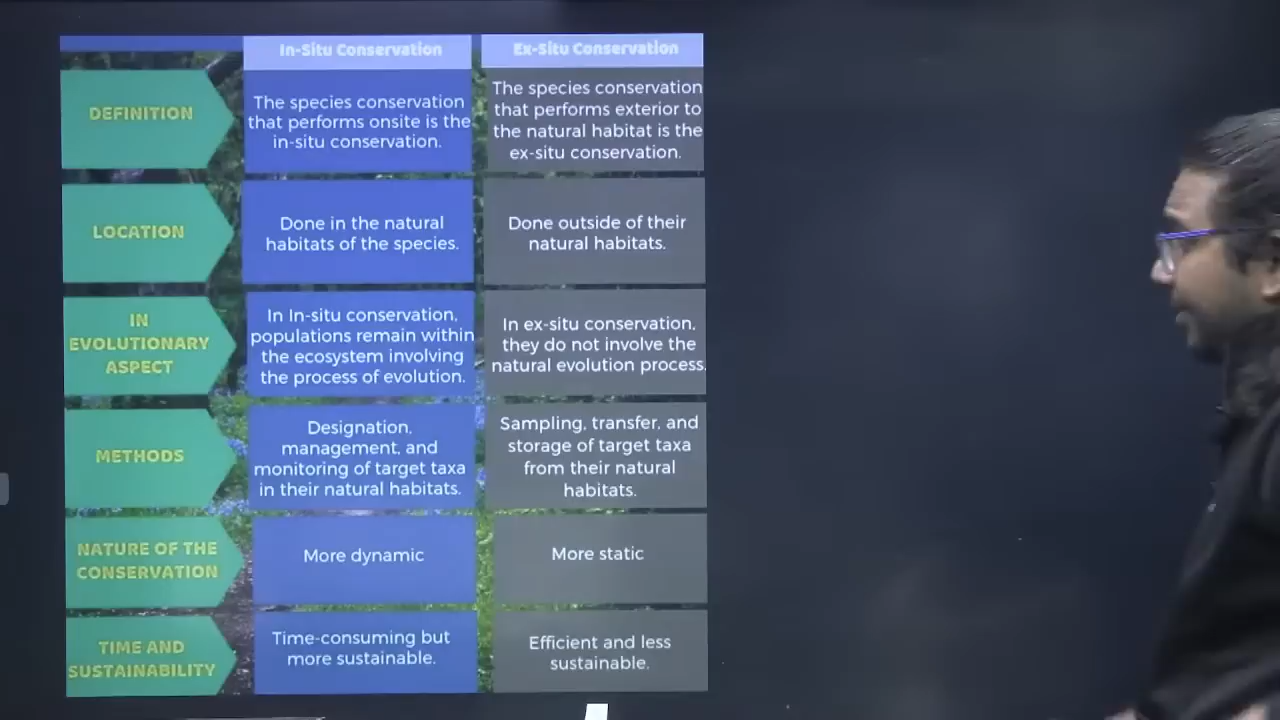 In-Situ Conservation
Ex-Situ Conservation
DEFINITION
The species conservation
that performs onsite is the
in-situ conservation.
The species conservation
that performs exterior to
the natural habitat is the
ex-situ conservation.
LOCATION
Done in the natural
habitats of the species.
Done outside of their
natural habitats.
IN
EVOLUTIONARY
ASPECT
In In-situ conservation,
populations remain within
the ecosystem involving
the process of evolution.
In ex-situ conservation,
they do not involve the
natural evolution process.
METHODS
Designation,
management, and
monitoring of target taxa
in their natural habitats.
Sampling, transfer, and
storage of target taxa
from their natural
habitats.
NATURE OF THE
CONSERVATION
More dynamic
More static
TIME AND
SUSTAINABILITY
Time-consuming but
more sustainable.
Efficient and less
sustainable.